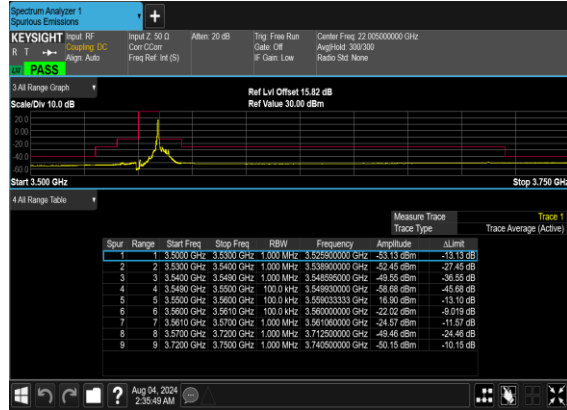 Spectrum Analyzer 1
Spurious Emissions
+
KEYSIGHT Input: RF Input Z: 50 Ω Atten: 20 dB Trig: Free Run Center Freq: 22.005000000 GHz
R T Coupling: DC Corr CCorr Gate: Off Avg|Hold: 300/300
Align: Auto Freq Ref: Int (S) IF Gain: Low Radio Std: None
PASS
3 All Range Graph
Ref Lvl Offset 15.82 dB
Scale/Div 10.0 dB Ref Value 30.00 dBm
20.0
0.00
-20.0
-40.0
-60.0
Start 3.500 GHz Stop 3.750 GHz
4 All Range Table
Measure Trace Trace 1
Trace Type Trace Average (Active)
Spur Range Start Freq Stop Freq RBW Frequency Amplitude ΔLimit
1 1 3.5000 GHz 3.5300 GHz 1.000 MHz 3.525900000 GHz -53.13 dBm -13.13 dB
2 2 3.5300 GHz 3.5400 GHz 1.000 MHz 3.538900000 GHz -52.45 dBm -27.45 dB
3 3 3.5400 GHz 3.5490 GHz 1.000 MHz 3.548595000 GHz -49.55 dBm -36.55 dB
4 4 3.5490 GHz 3.5500 GHz 100.0 kHz 3.549930000 GHz -58.68 dBm -45.68 dB
5 5 3.5500 GHz 3.5600 GHz 100.0 kHz 3.559033333 GHz 16.90 dBm -13.10 dB
6 6 3.5600 GHz 3.5610 GHz 100.0 kHz 3.560000000 GHz -22.02 dBm -9.019 dB
7 7 3.5610 GHz 3.5700 GHz 1.000 MHz 3.561060000 GHz -24.57 dBm -11.57 dB
8 8 3.5700 GHz 3.7200 GHz 1.000 MHz 3.712500000 GHz -49.46 dBm -24.46 dB
9 9 3.7200 GHz 3.7500 GHz 1.000 MHz 3.740500000 GHz -50.15 dBm -10.15 dB
? Aug 04, 2024
2:35:49 AM